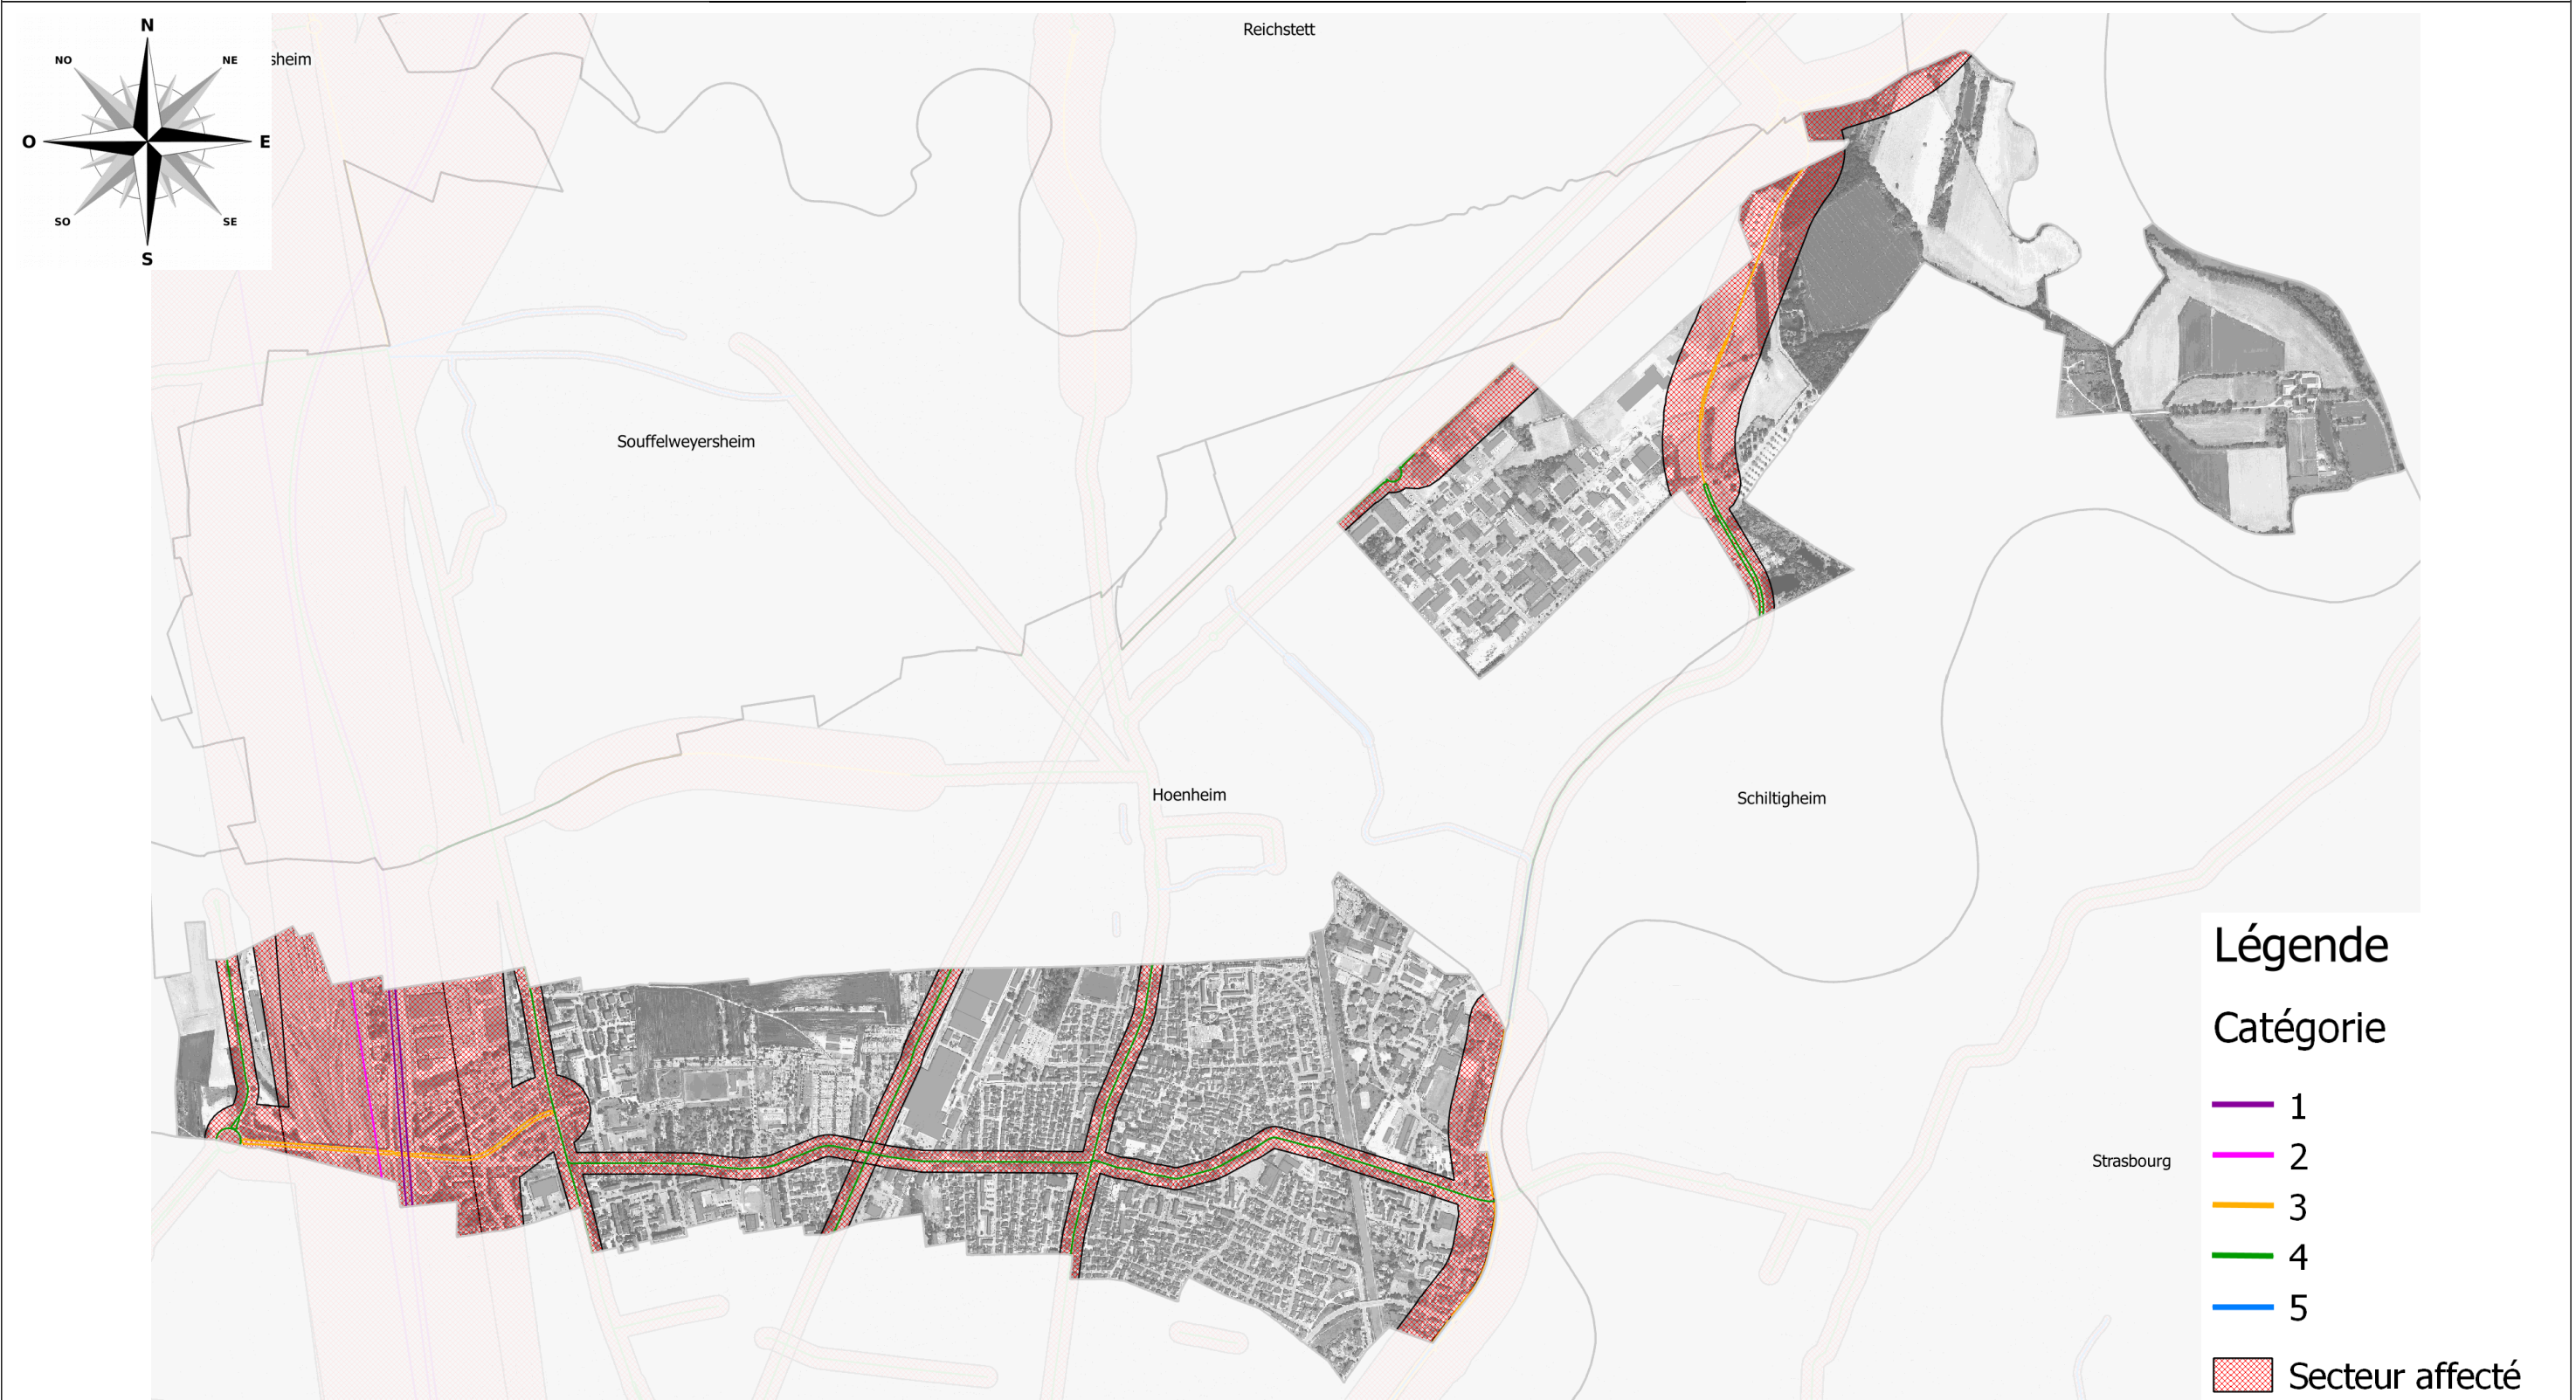 N
Reichstett
NO
NE
sheim
O
E
SO
SE
S
Souffelweyersheim
Hoenheim
Schiltigheim
Strasbourg
Légende
Catégorie
1
2
3
4
5
Secteur affecté